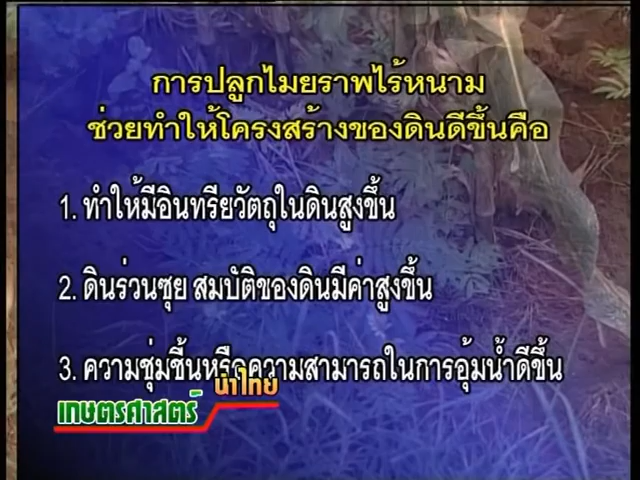 การปลูกไมยราพไร้หนาม
ช่วยทำให้โครงสร้างของดินดีขึ้นคือ
1. ทำให้มีอินทรียวัตถุในดินสูงขึ้น
2. ดินร่วนซุย สมบัติของดินมีค่าสูงขึ้น
3. ความชุ่มชื้นหรือความสามารถในการอุ้มน้ำดีขึ้น
เกษตรศาสตร์
นำไทย